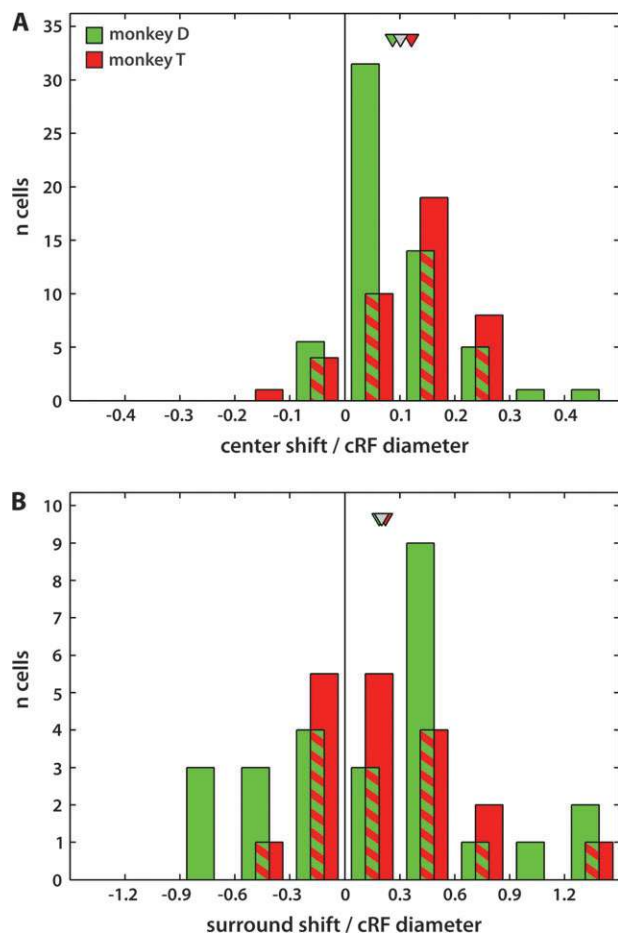 A
monkey D
monkey T
n cells
35
30
25
20
15
10
5
0
-0.4 -0.3 -0.2 -0.1 0 0.1 0.2 0.3 0.4
center shift / cRF diameter
B
n cells
10
9
8
7
6
5
4
3
2
1
0
-1.2 -0.9 -0.6 -0.3 0 0.3 0.6 0.9 1.2
surround shift / cRF diameter